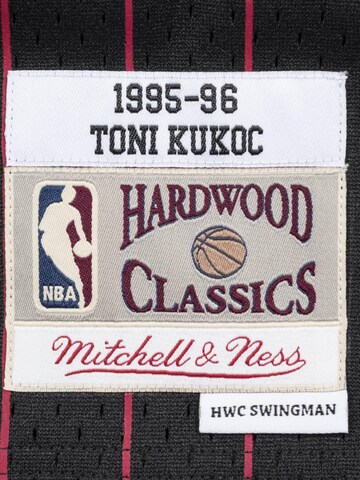 1995-96
TONI KUKOC
HARDWOOD
NBA
CLASSICS
Mitchell & Ness
HWC SWINGMAN